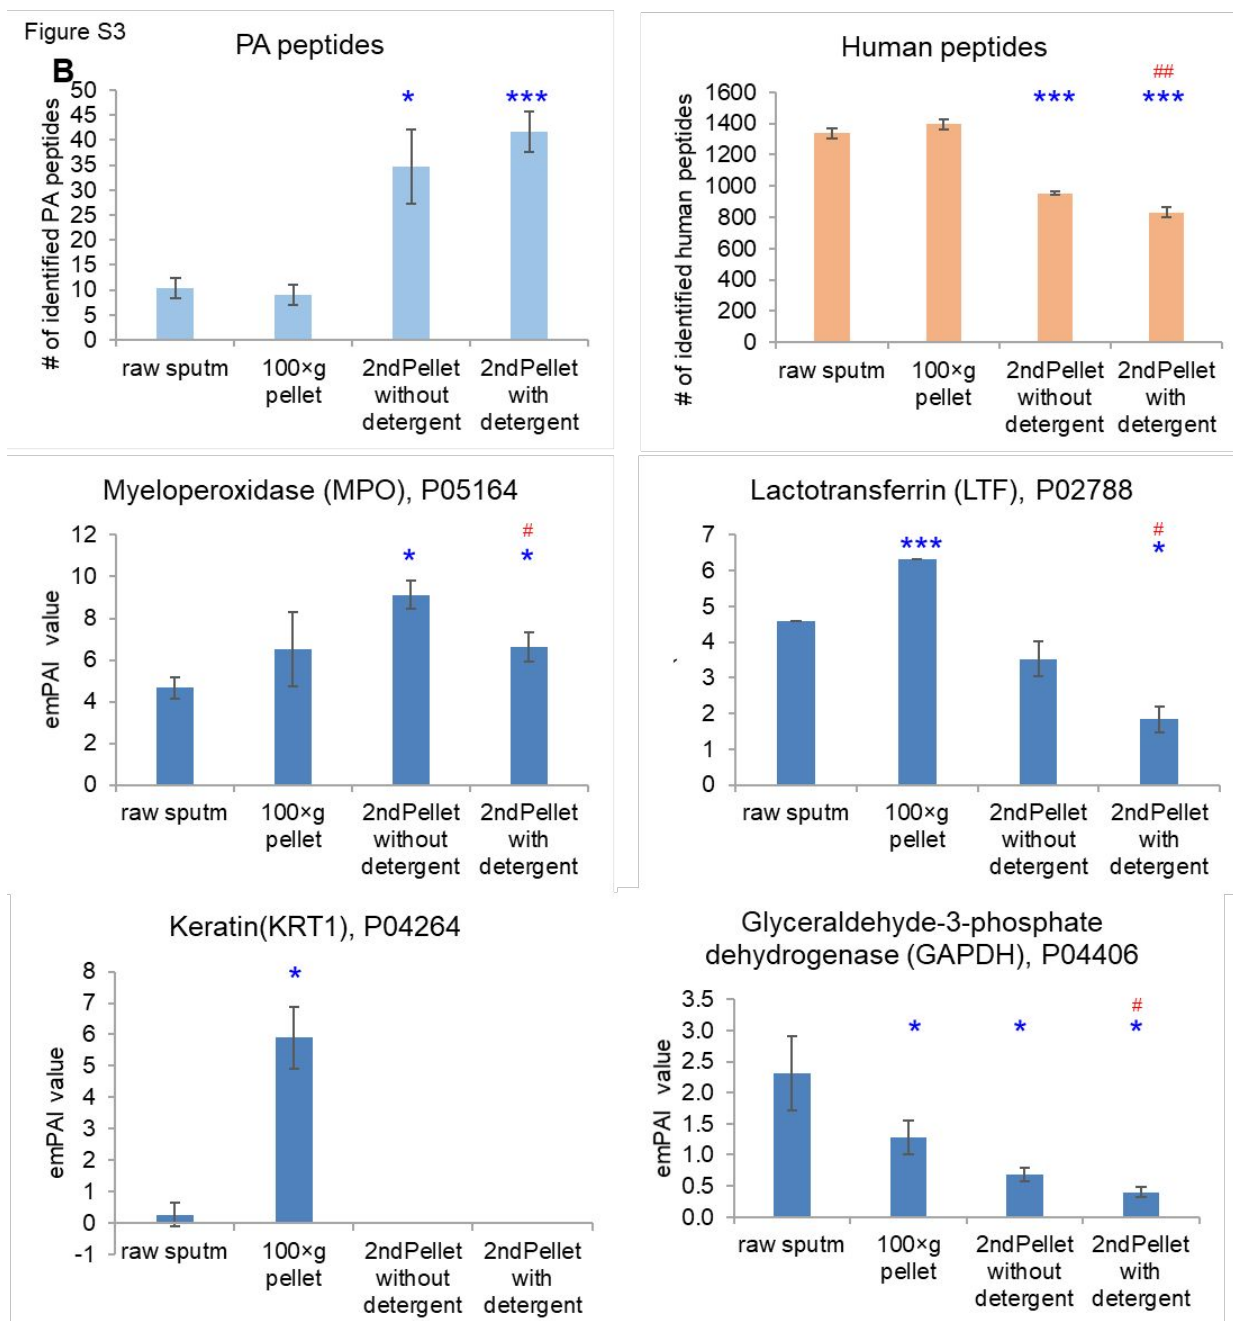 Figure S3
PA peptides
B
# of identified PA peptides
50
45
40
35
30
25
20
15
10
5
0
*
***
raw sputm
100×g
pellet
2ndPellet
without
detergent
2ndPellet
with
detergent
Human peptides
# of identified human peptides
1600
1400
1200
1000
800
600
400
200
0
***
##
***
raw sputm
100×g
pellet
2ndPellet
without
detergent
2ndPellet
with
detergent
Myeloperoxidase (MPO), P05164
emPAI value
12
10
8
6
4
2
0
*
#
*
raw sputm
100×g
pellet
2ndPellet
without
detergent
2ndPellet
with
detergent
Lactotransferrin (LTF), P02788
7
6
5
4
3
2
1
0
***
#
*
raw sputm
100×g
pellet
2ndPellet
without
detergent
2ndPellet
with
detergent
Keratin(KRT1), P04264
emPAI value
8
7
6
5
4
3
2
1
0
-1
*
raw sputm
100×g
pellet
2ndPellet
without
detergent
2ndPellet
with
detergent
Glyceraldehyde-3-phosphate
dehydrogenase (GAPDH), P04406
emPAI value
3.5
3.0
2.5
2.0
1.5
1.0
0.5
0.0
*
*
#
*
raw sputm
100×g
pellet
2ndPellet
without
detergent
2ndPellet
with
detergent